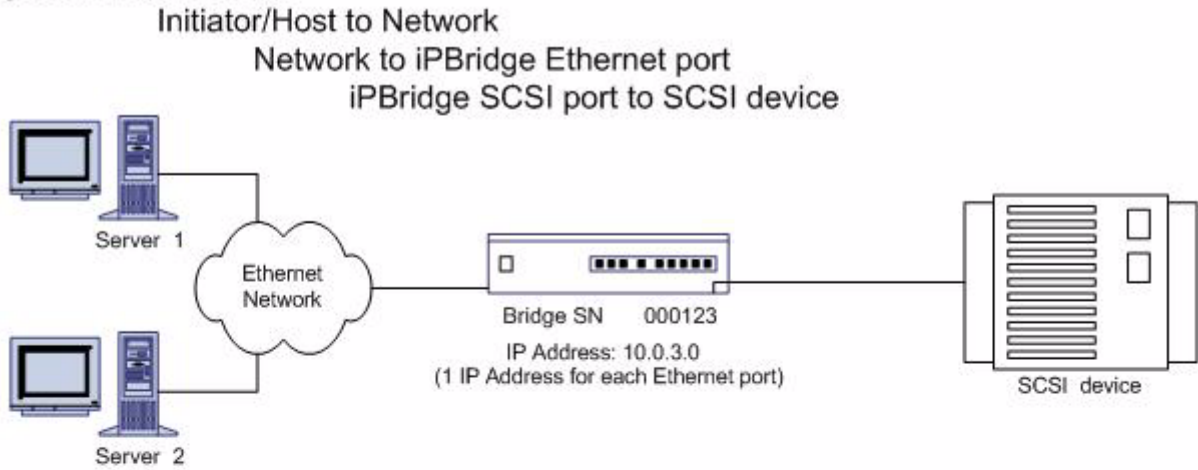 Initiator/Host to Network
Network to iPBridge Ethernet port
iPBridge SCSI port to SCSI device
Server 1
Ethernet
Network
Bridge SN 000123
IP Address: 10.0.3.0
(1 IP Address for each Ethernet port)
SCSI device
Server 2